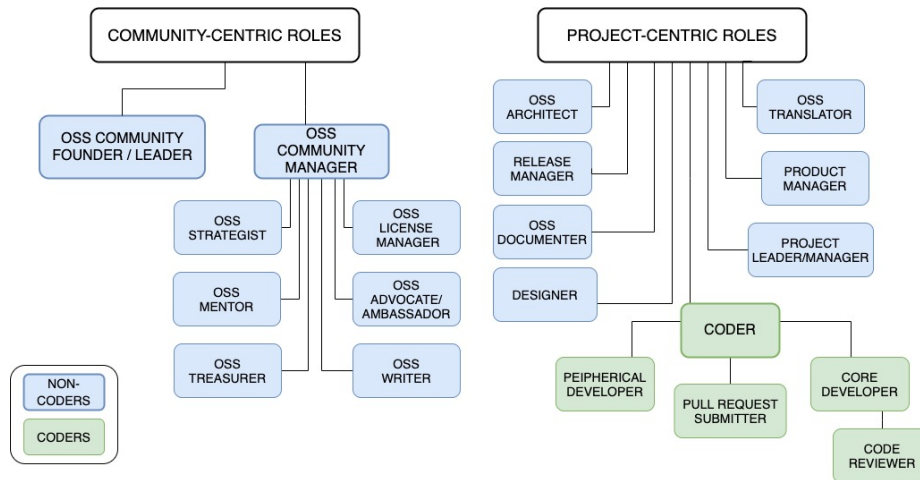 COMMUNITY-CENTRIC ROLES
OSS COMMUNITY
FOUNDER / LEADER
OSS
COMMUNITY
MANAGER
OSS
STRATEGIST
OSS
LICENSE
MANAGER
OSS
MENTOR
OSS
ADVOCATE/
AMBASSADOR
OSS
TREASURER
OSS
WRITER
NON-
CODERS
CODERS
PROJECT-CENTRIC ROLES
OSS
ARCHITECT
OSS
TRANSLATOR
RELEASE
MANAGER
PRODUCT
MANAGER
OSS
DOCUMENTER
PROJECT
LEADER/MANAGER
DESIGNER
CODER
PEIPHERICAL
DEVELOPER
PULL REQUEST
SUBMITTER
CORE
DEVELOPER
CODE
REVIEWER